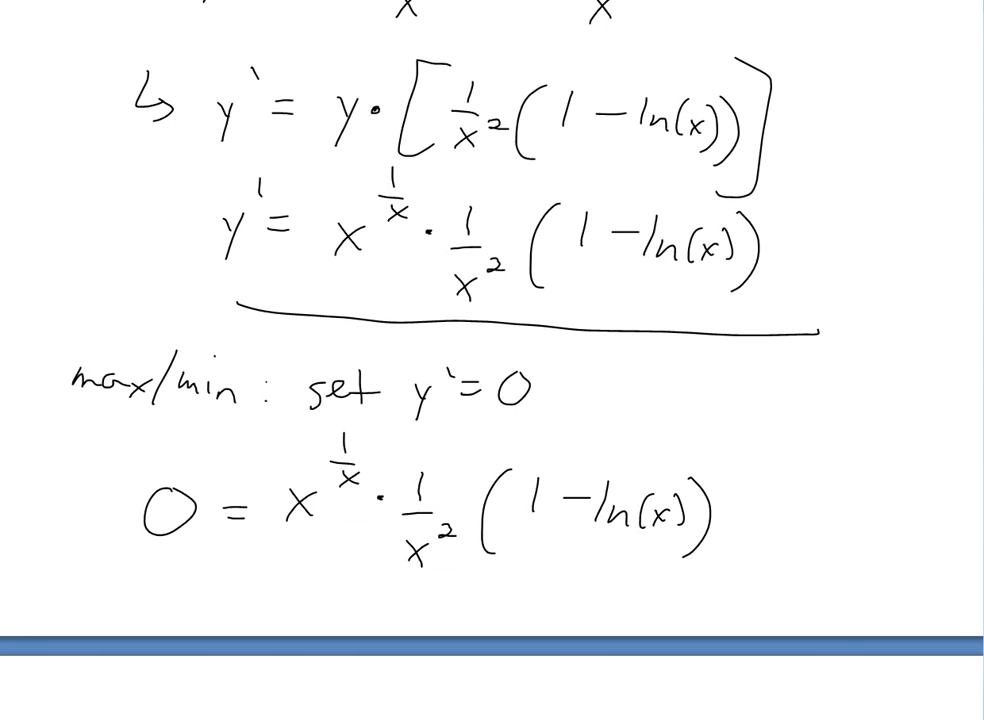 x x
↳ y' = y · [1/x² (1 - ln(x))]
y' = x^(1/x) · 1/x² (1 - ln(x))
max/min : set y' = 0
0 = x^(1/x) · 1/x² (1 - ln(x))